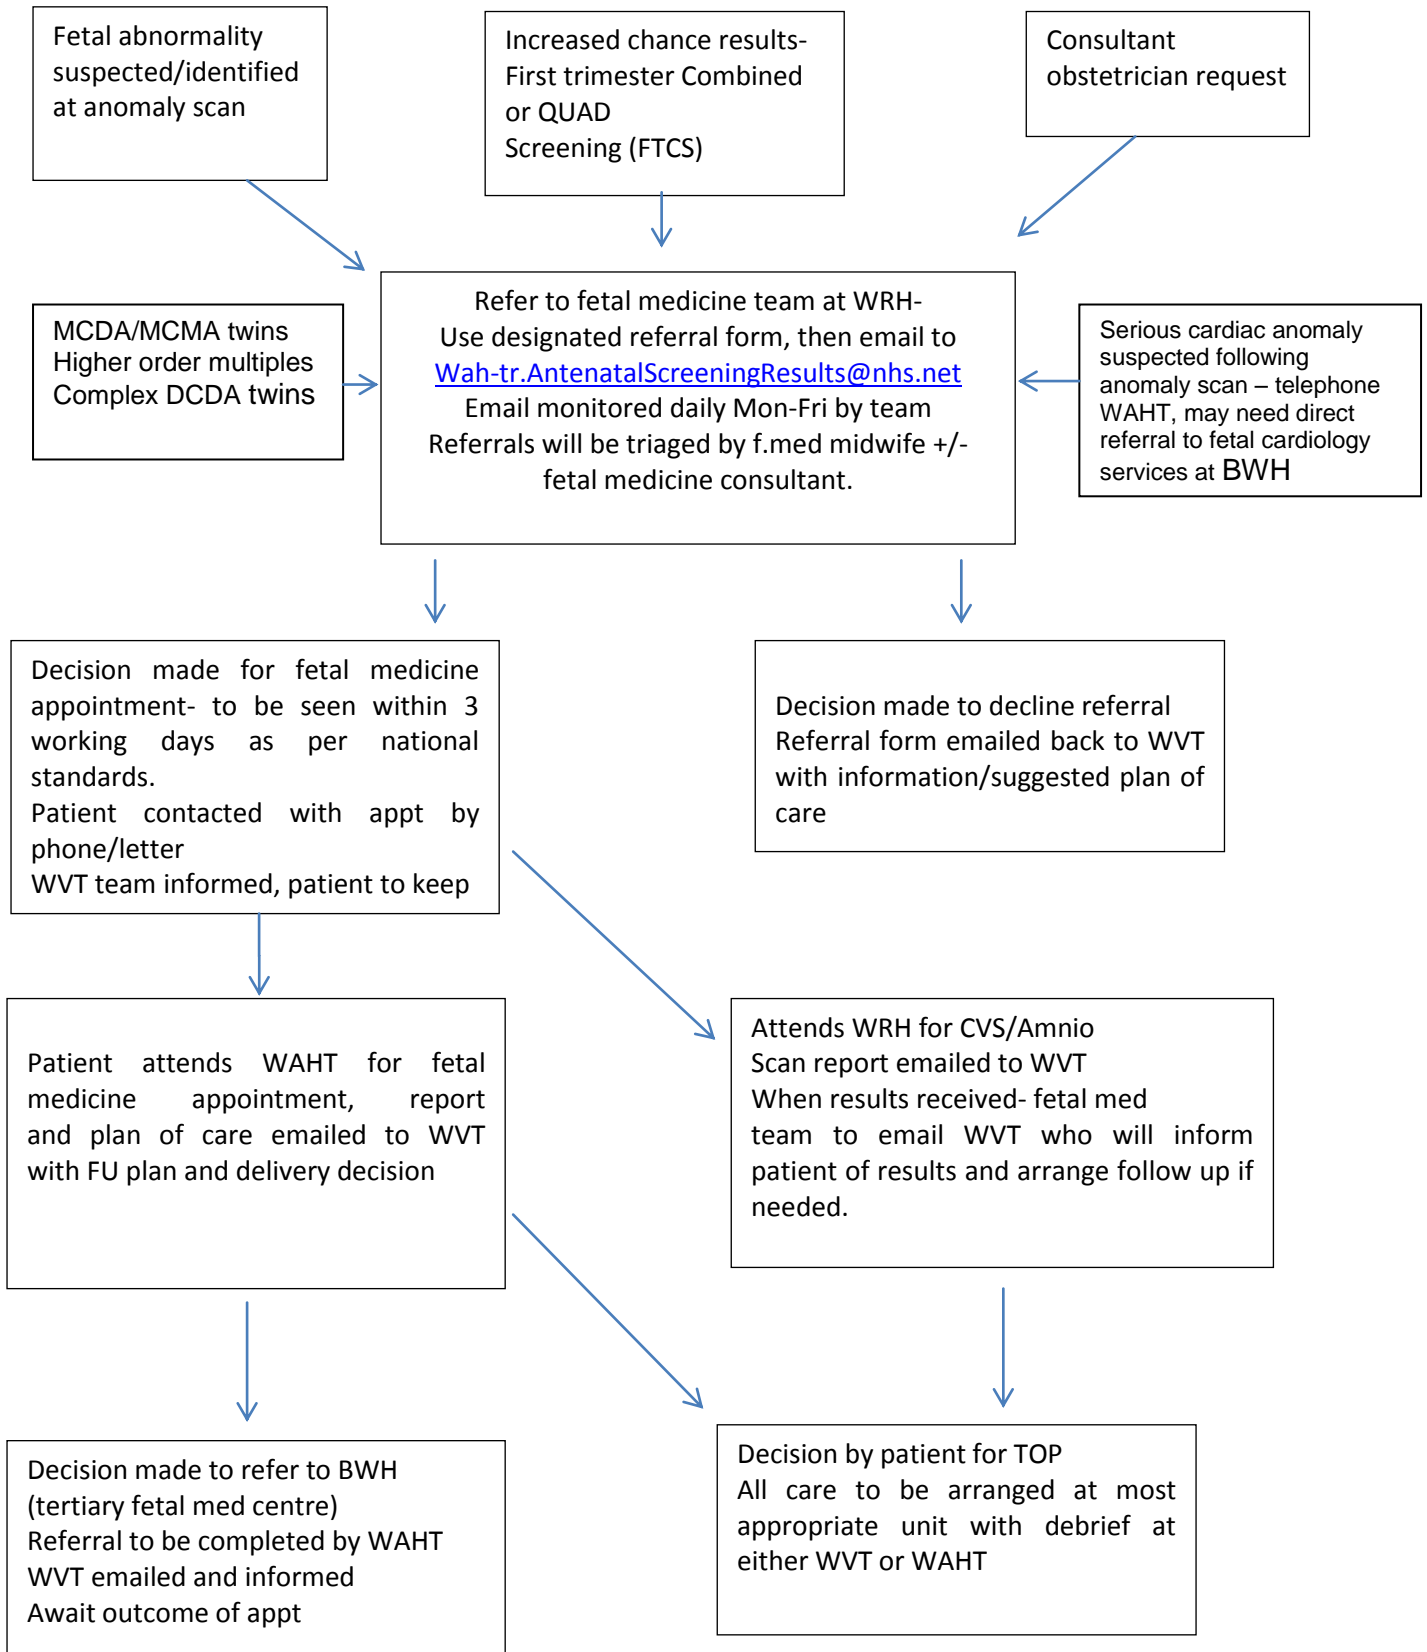 Fetal abnormality
suspected/identified
at anomaly scan
Increased chance results-
First trimester Combined
or QUAD
Screening (FTCS)
Consultant
obstetrician request
MCDA/MCMA twins
Higher order multiples
Complex DCDA twins
Refer to fetal medicine team at WRH-
Use designated referral form, then email to
Wah-tr.AntenatalScreeningResults@nhs.net
Email monitored daily Mon-Fri by team
Referrals will be triaged by f.med midwife +/-
fetal medicine consultant.
Serious cardiac anomaly
suspected following
anomaly scan – telephone
WAHT, may need direct
referral to fetal cardiology
services at BWH
Decision made for fetal medicine
appointment- to be seen within 3
working days as per national
standards.
Patient contacted with appt by
phone/letter
WVT team informed, patient to keep
Decision made to decline referral
Referral form emailed back to WVT
with information/suggested plan of
care
Patient attends WAHT for fetal
medicine appointment, report
and plan of care emailed to WVT
with FU plan and delivery decision
Attends WRH for CVS/Amnio
Scan report emailed to WVT
When results received- fetal med
team to email WVT who will inform
patient of results and arrange follow up if
needed.
Decision made to refer to BWH
(tertiary fetal med centre)
Referral to be completed by WAHT
WVT emailed and informed
Await outcome of appt
Decision by patient for TOP
All care to be arranged at most
appropriate unit with debrief at
either WVT or WAHT